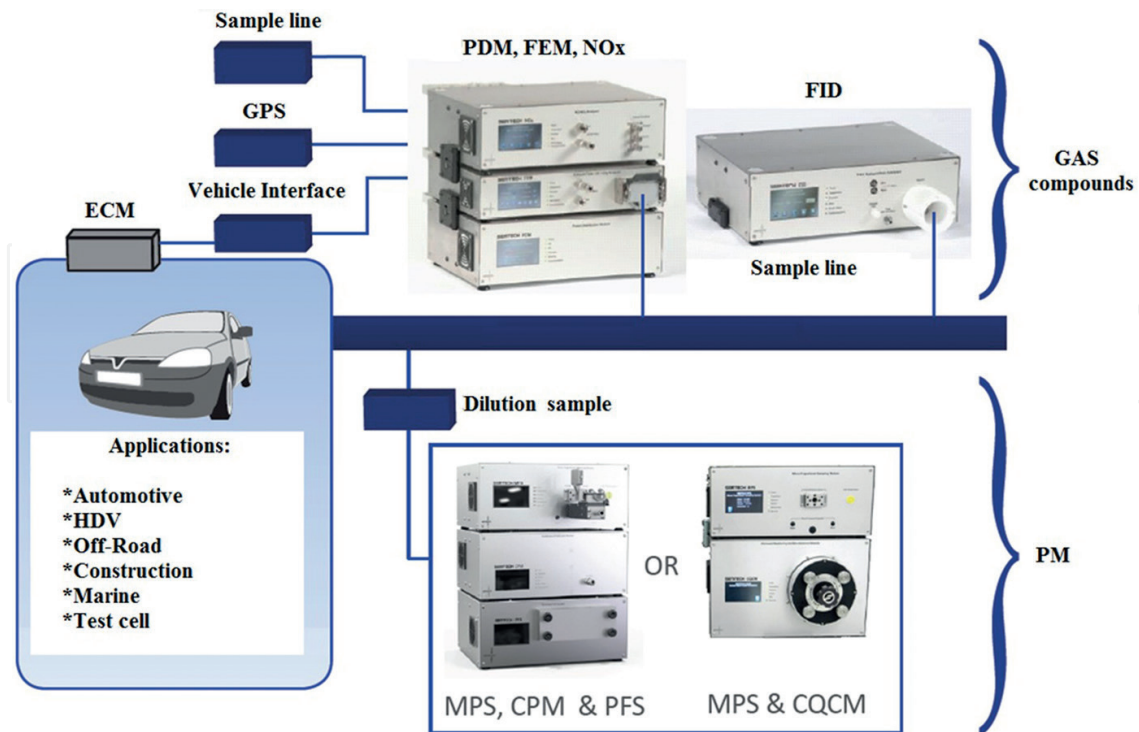 Sample line
PDM, FEM, NOx
FID
GPS
GAS
compounds
Vehicle Interface
ECM
Sample line
Dilution sample
Applications:
*Automotive
*HDV
*Off-Road
*Construction
*Marine
*Test cell
OR
PM
MPS, CPM & PFS
MPS & CQCM